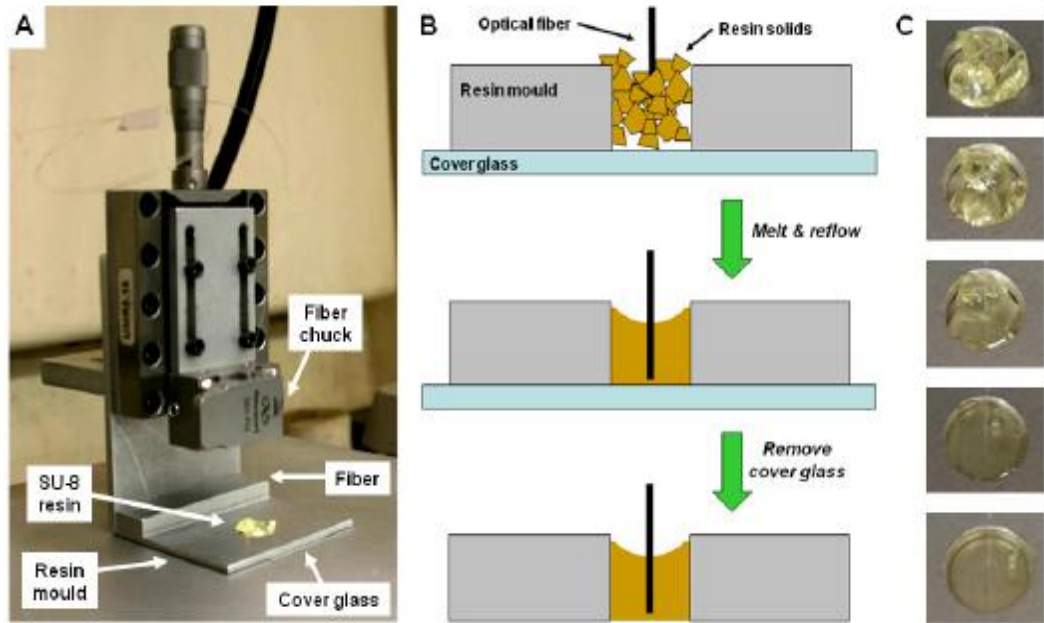 A
Fiber
chuck
SU-8
resin
Fiber
Resin
mould
Cover glass
B
Optical fiber
Resin solids
Resin mould
Cover glass
Melt & reflow
Remove
cover glass
C